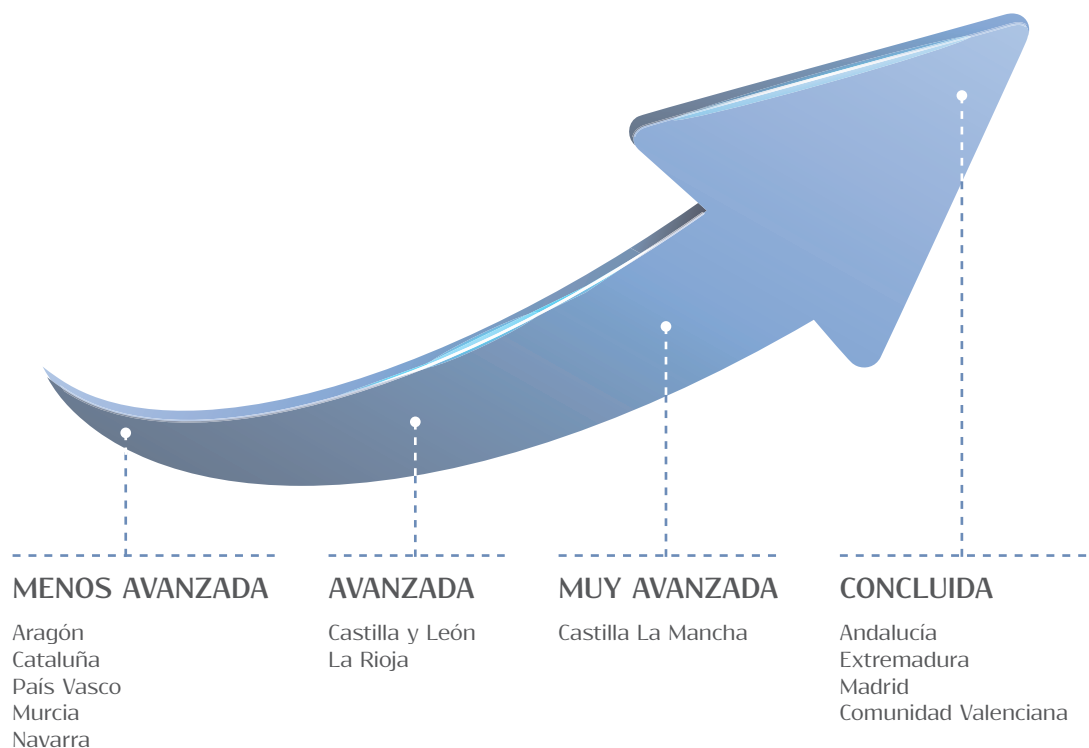 MENOS AVANZADA
Aragón
Cataluña
País Vasco
Murcia
Navarra
AVANZADA
Castilla y León
La Rioja
MUY AVANZADA
Castilla La Mancha
CONCLUIDA
Andalucía
Extremadura
Madrid
Comunidad Valenciana